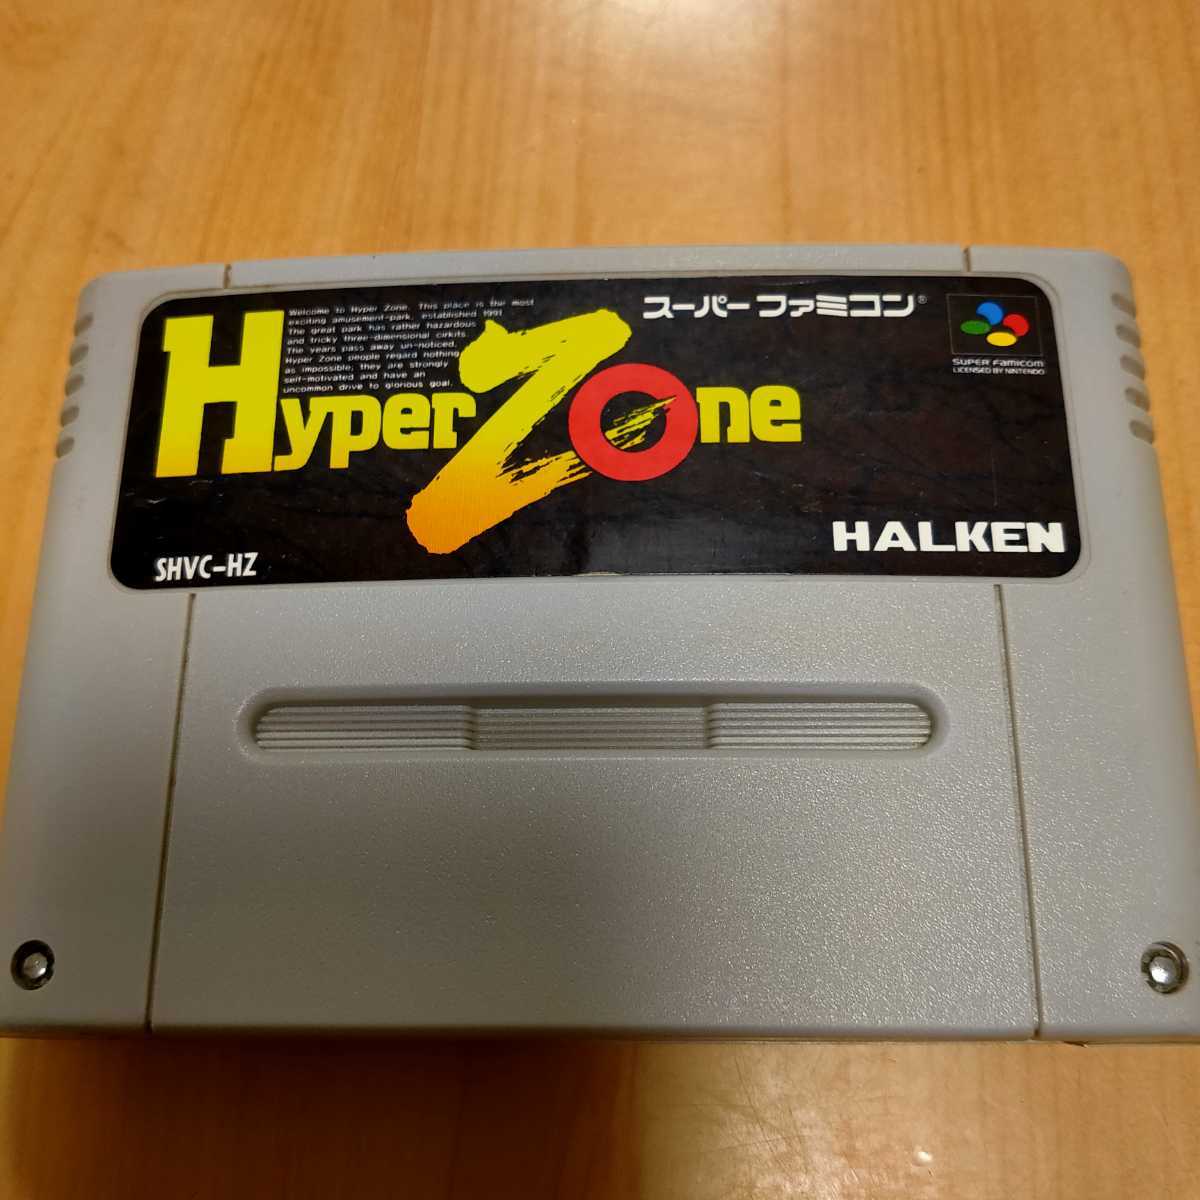 Welcome to Hyper Zone. This place is the most
exciting amusement-park, established 1991.
The great park has rather hazardous
and tricky three-dimensional cirkits.
The years pass away un-noticed.
Hyper Zone people regard nothing
as impossible; they are strongly
self-motivated and have an
uncommon drive to glorious goal.
HyperZone
スーパーファミコン®
SUPER FAMICOM
LICENSED BY NINTENDO
HALKEN
SHVC-HZ